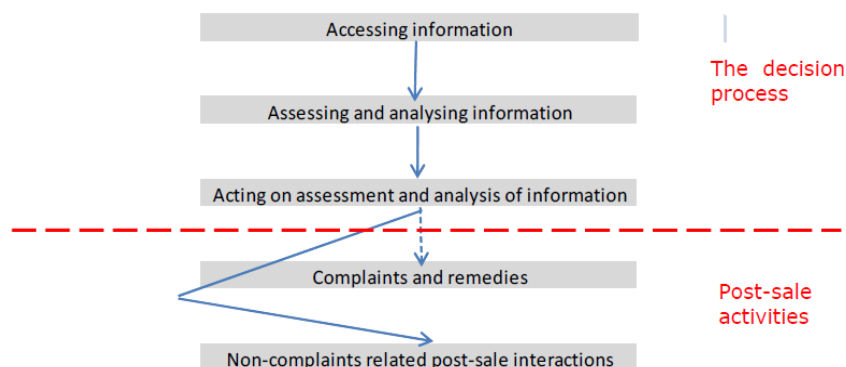 Accessing information
The decision
process
Assessing and analysing information
Acting on assessment and analysis of information
Complaints and remedies
Post-sale
activities
Non-complaints related post-sale interactions